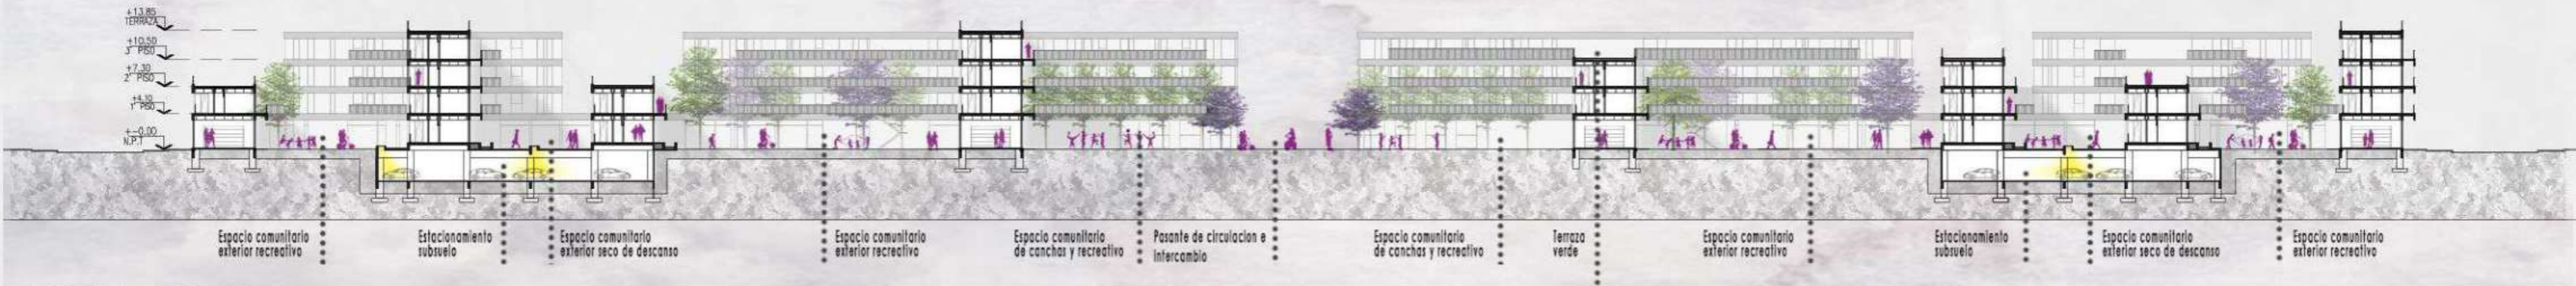 +13.85
TERRAZA
+10.50
3° PISO
+7.30
2° PISO
+4.10
1° PISO
+-0.00
N.P.T
Espacio comunitario
exterior recreativo
Estacionamiento
subsuelo
Espacio comunitario
exterior seco de descanso
Espacio comunitario
exterior recreativo
Espacio comunitario
de canchas y recreativo
Pasante de circulacion e
intercambio
Espacio comunitario
de canchas y recreativo
Terraza
verde
Espacio comunitario
exterior recreativo
Estacionamiento
subsuelo
Espacio comunitario
exterior seco de descanso
Espacio comunitario
exterior recreativo